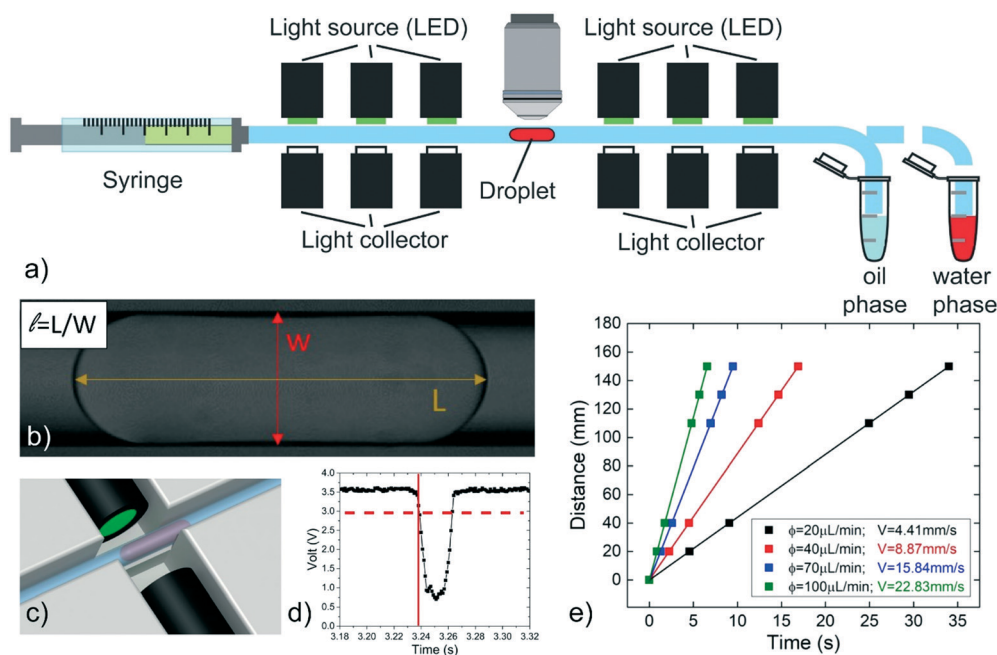 a)
Light source (LED)
Light source (LED)
Syringe
Droplet
Light collector
Light collector
oil
phase
water
phase
b)
ℓ=L/W
W
L
c)
d)
Volt (V)
4.0
3.5
3.0
2.5
2.0
1.5
1.0
0.5
0.0
3.18 3.20 3.22 3.24 3.26 3.28 3.30 3.32
Time (s)
e)
Distance (mm)
180
160
140
120
100
80
60
40
20
0
0 5 10 15 20 25 30 35
Time (s)
ϕ=20μL/min; V=4.41mm/s
ϕ=40μL/min; V=8.87mm/s
ϕ=70μL/min; V=15.84mm/s
ϕ=100μL/min; V=22.83mm/s